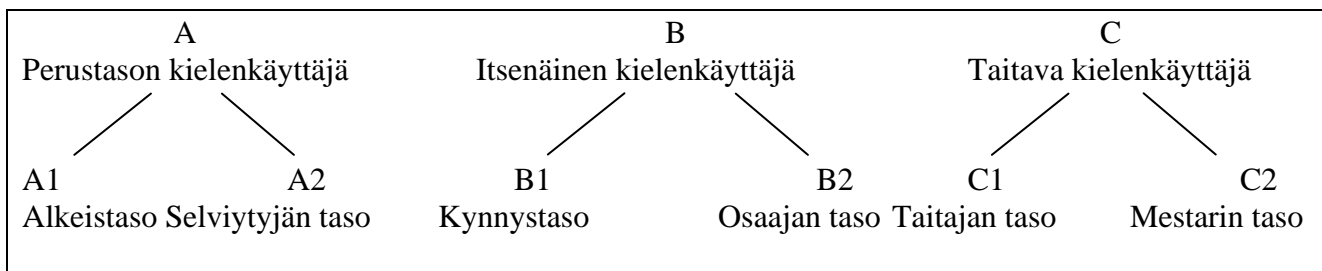 A B C
Perustason kielenkäyttäjä Itsenäinen kielenkäyttäjä Taitava kielenkäyttäjä
A1 A2 B1 B2 C1 C2
Alkeistaso Selviytyjän taso Kynnystaso Osaajan taso Taitajan taso Mestarin taso